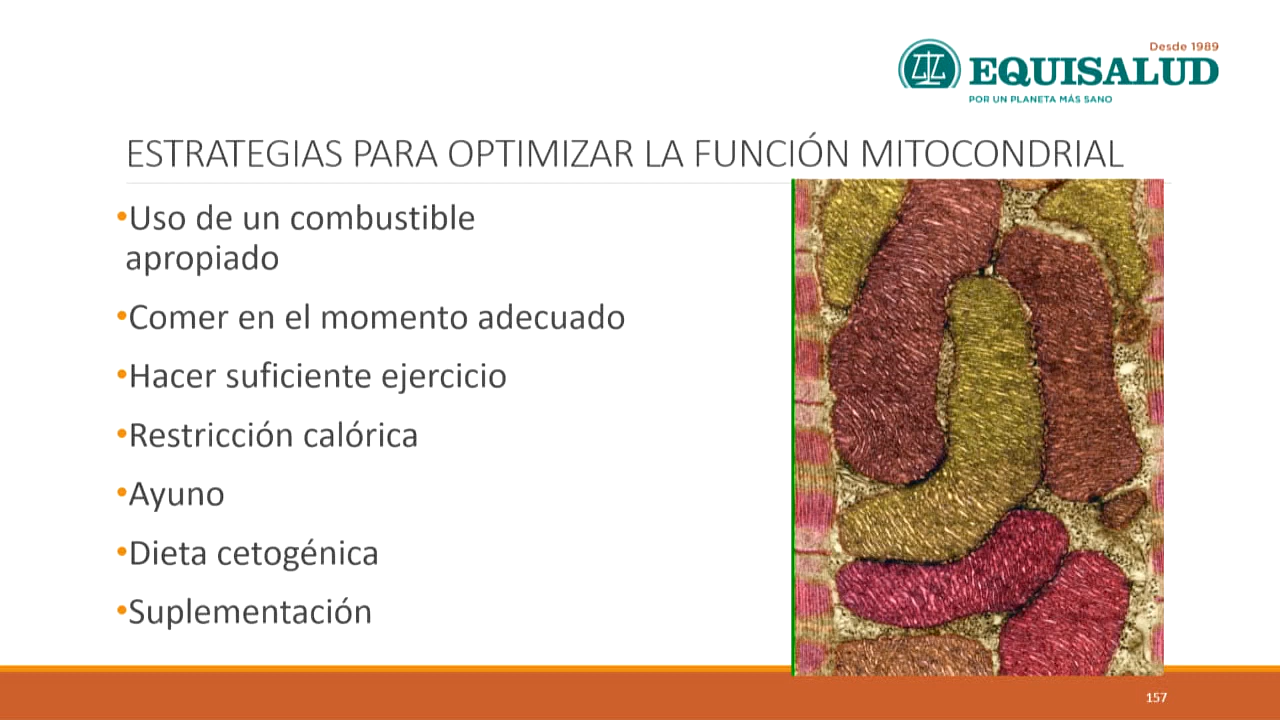 Desde 1989
EQUISALUD
POR UN PLANETA MÁS SANO
ESTRATEGIAS PARA OPTIMIZAR LA FUNCIÓN MITOCONDRIAL
•Uso de un combustible
apropiado
•Comer en el momento adecuado
•Hacer suficiente ejercicio
•Restricción calórica
•Ayuno
•Dieta cetogénica
•Suplementación
157